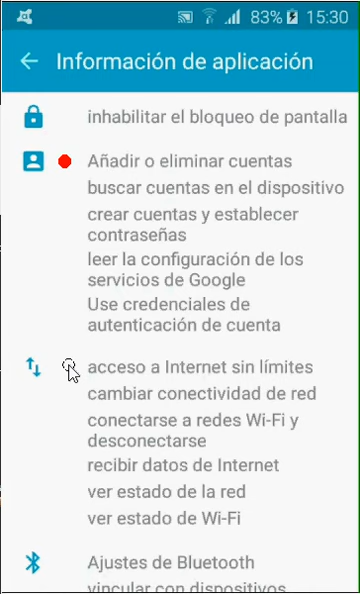 83% 15:30
Información de aplicación
inhabilitar el bloqueo de pantalla
Añadir o eliminar cuentas
buscar cuentas en el dispositivo
crear cuentas y establecer
contraseñas
leer la configuración de los
servicios de Google
Use credenciales de
autenticación de cuenta
acceso a Internet sin límites
cambiar conectividad de red
conectarse a redes Wi-Fi y
desconectarse
recibir datos de Internet
ver estado de la red
ver estado de Wi-Fi
Ajustes de Bluetooth
vincular con dispositivos